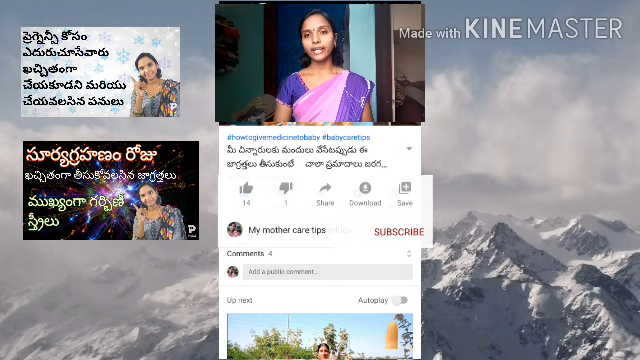 Made with KINEMASTER
ప్రెగ్నెన్సీ కోసం
ఎదురుచూసేవారు
ఖచ్చితంగా
చేయకూడని మరియు
చేయవలసిన పనులు
సూర్యగ్రహణం రోజు
ఖచ్చితంగా తీసుకోవలసిన జాగ్రత్తలు
ముఖ్యంగా గర్భిణీ
స్త్రీలు
#howtogivemedicinetobaby #babycaretips
మీ చిన్నారులకు మందులు వేసేటప్పుడు ఈ
జాగ్రత్తలు తీసుకుంటే చాలా ప్రమాదాలు జరగ...
14 1 Share Download Save
My mother care tips SUBSCRIBE
Comments 4
Add a public comment...
Up next Autoplay